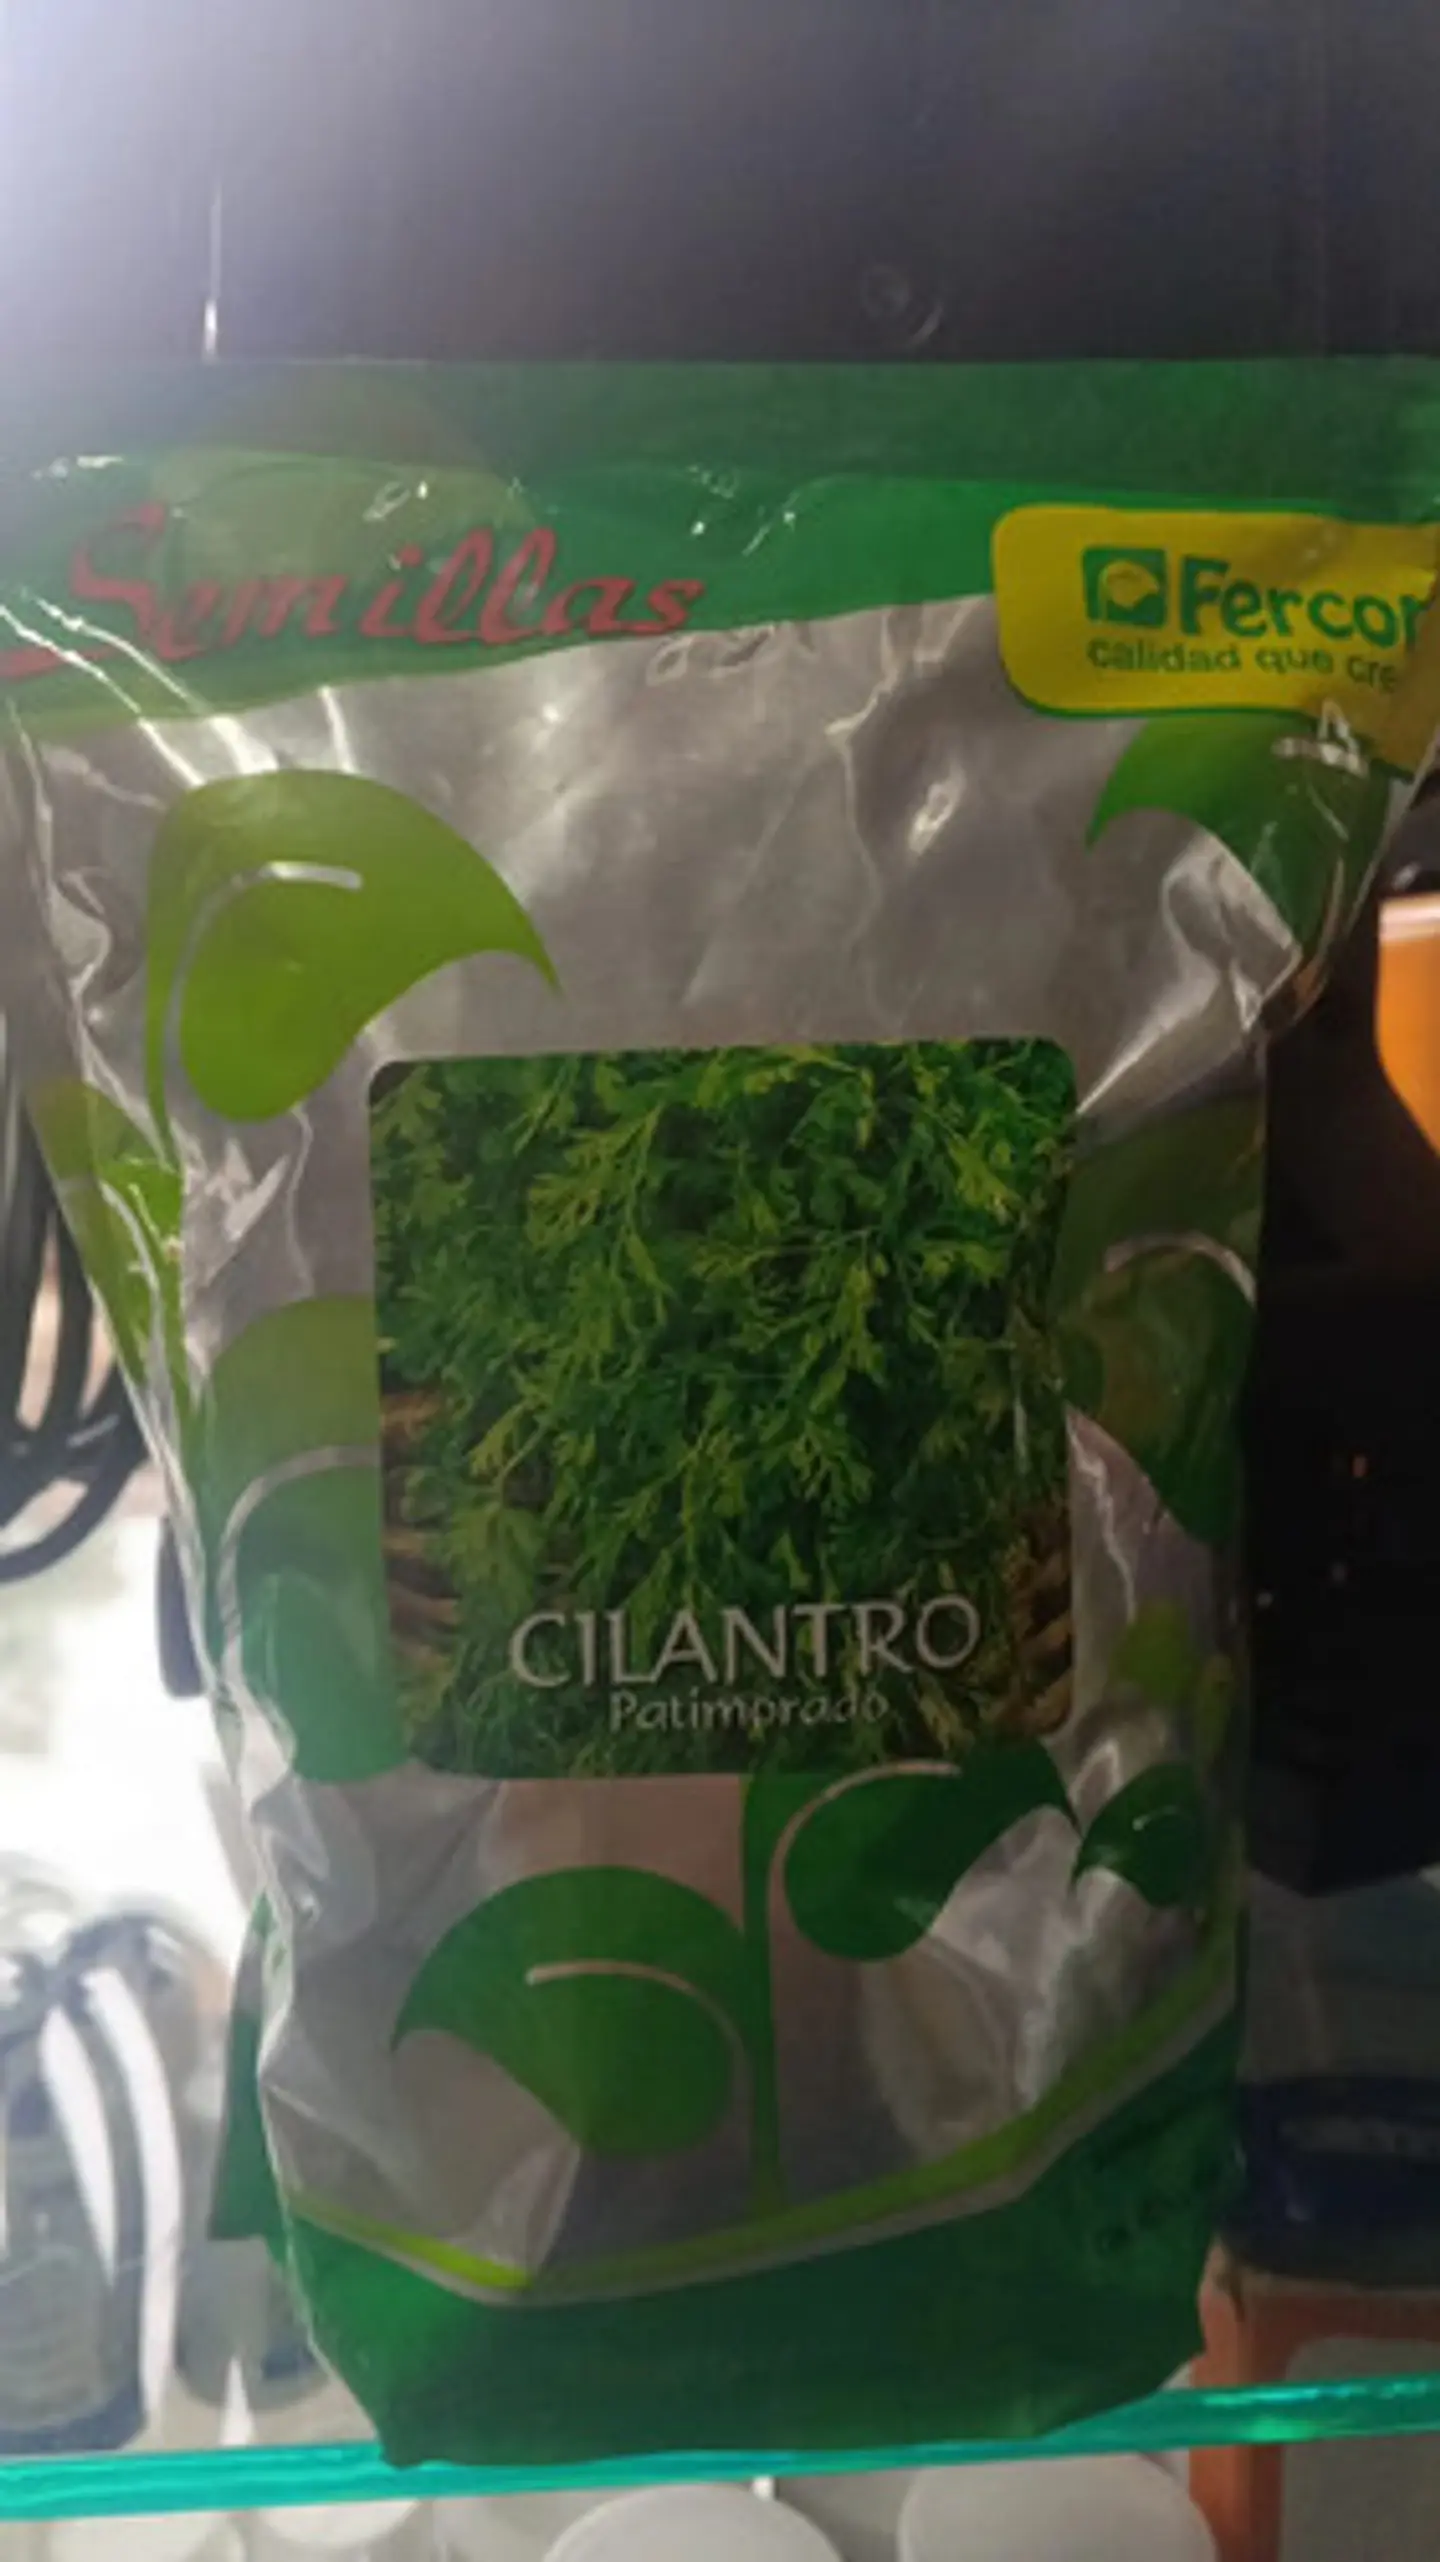 Semillas
Fercon
calidad que cre
CILANTRO
Patimprado